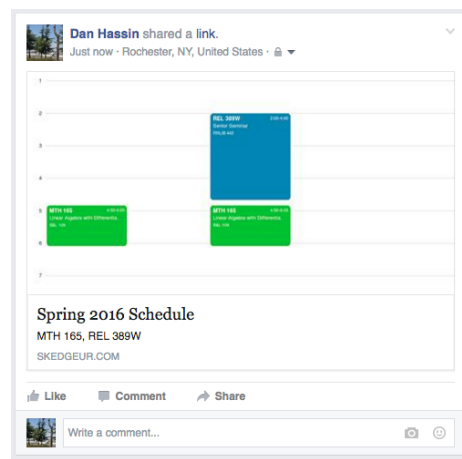 Dan Hassin shared a link.
Just now · Rochester, NY, United States ·
1
2
REL 389W
Senior Seminar
3
4
5
MTH 165
Linear Algebra with Differentia
MTH 165
Linear Algebra with Differentia
6
7
Spring 2016 Schedule
MTH 165, REL 389W
SKEDGEUR.COM
Like Comment Share
Write a comment...